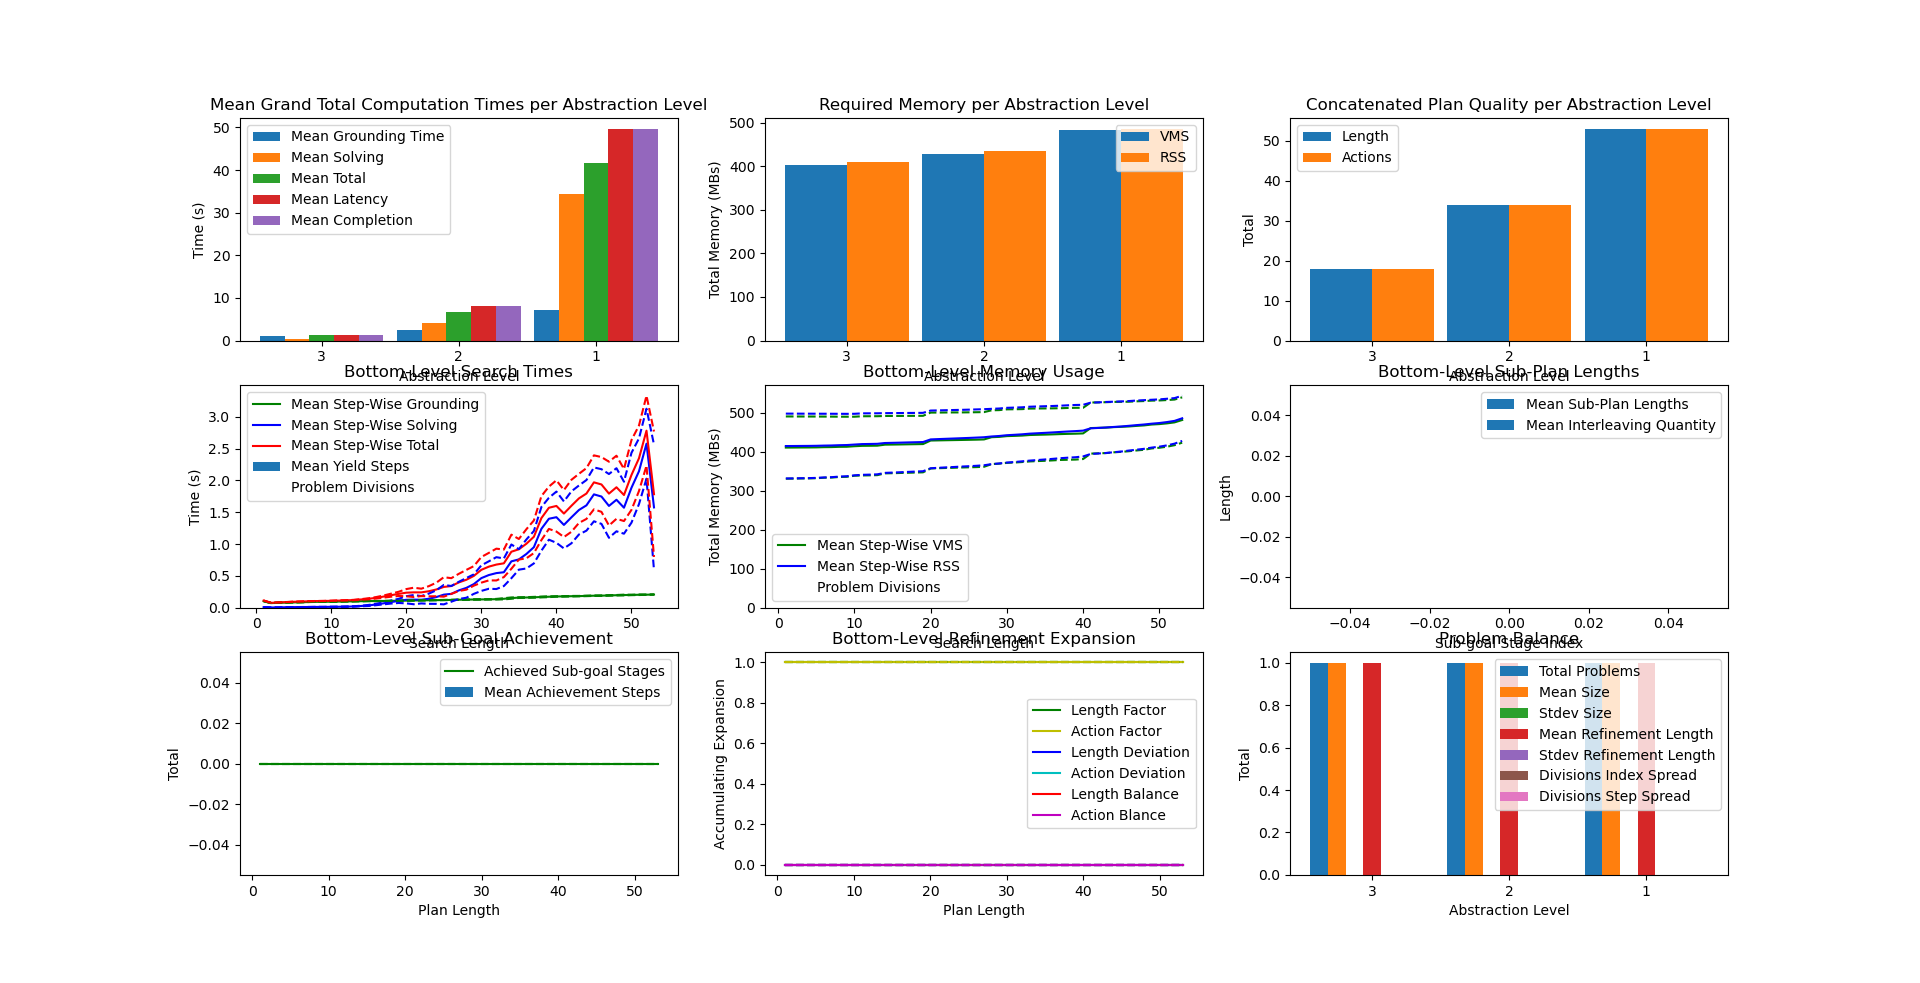 Mean Grand Total Computation Times per Abstraction Level
50
40
30
20
10
0
Time (s)
Mean Grounding Time
Mean Solving
Mean Total
Mean Latency
Mean Completion
3 2 1
Abstraction Level
Required Memory per Abstraction Level
500
400
300
200
100
0
Total Memory (MBs)
VMS
RSS
3 2 1
Abstraction Level
Concatenated Plan Quality per Abstraction Level
50
40
30
20
10
0
Total
Length
Actions
3 2 1
Abstraction Level
Bottom-Level Search Times
3.0
2.5
2.0
1.5
1.0
0.5
0.0
Time (s)
Mean Step-Wise Grounding
Mean Step-Wise Solving
Mean Step-Wise Total
Mean Yield Steps
Problem Divisions
0 10 20 30 40 50
Search Length
Bottom-Level Memory Usage
500
400
300
200
100
0
Total Memory (MBs)
Mean Step-Wise VMS
Mean Step-Wise RSS
Problem Divisions
0 10 20 30 40 50
Search Length
Bottom-Level Sub-Plan Lengths
0.04
0.02
0.00
−0.02
−0.04
Length
Mean Sub-Plan Lengths
Mean Interleaving Quantity
−0.04 −0.02 0.00 0.02 0.04
Sub-goal Stage Index
Bottom-Level Sub-Goal Achievement
0.04
0.02
0.00
−0.02
−0.04
Total
Achieved Sub-goal Stages
Mean Achievement Steps
0 10 20 30 40 50
Plan Length
Bottom-Level Refinement Expansion
1.0
0.8
0.6
0.4
0.2
0.0
Accumulating Expansion
Length Factor
Action Factor
Length Deviation
Action Deviation
Length Balance
Action Blance
0 10 20 30 40 50
Plan Length
Problem Balance
1.0
0.8
0.6
0.4
0.2
0.0
Total
Total Problems
Mean Size
Stdev Size
Mean Refinement Length
Stdev Refinement Length
Divisions Index Spread
Divisions Step Spread
3 2 1
Abstraction Level